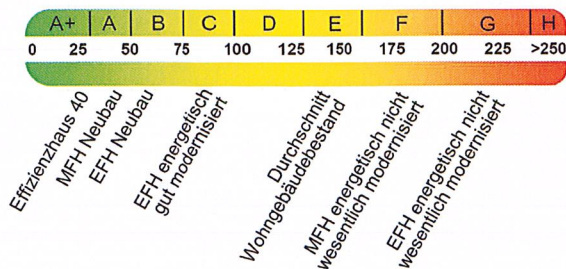 A+ A B C D E F G H
0 25 50 75 100 125 150 175 200 225 >250
Effizienzhaus 40
MFH Neubau
EFH Neubau
EFH energetisch
gut modernisiert
Durchschnitt
Wohngebäudebestand
MFH energetisch nicht
wesentlich modernisiert
EFH energetisch nicht
wesentlich modernisiert